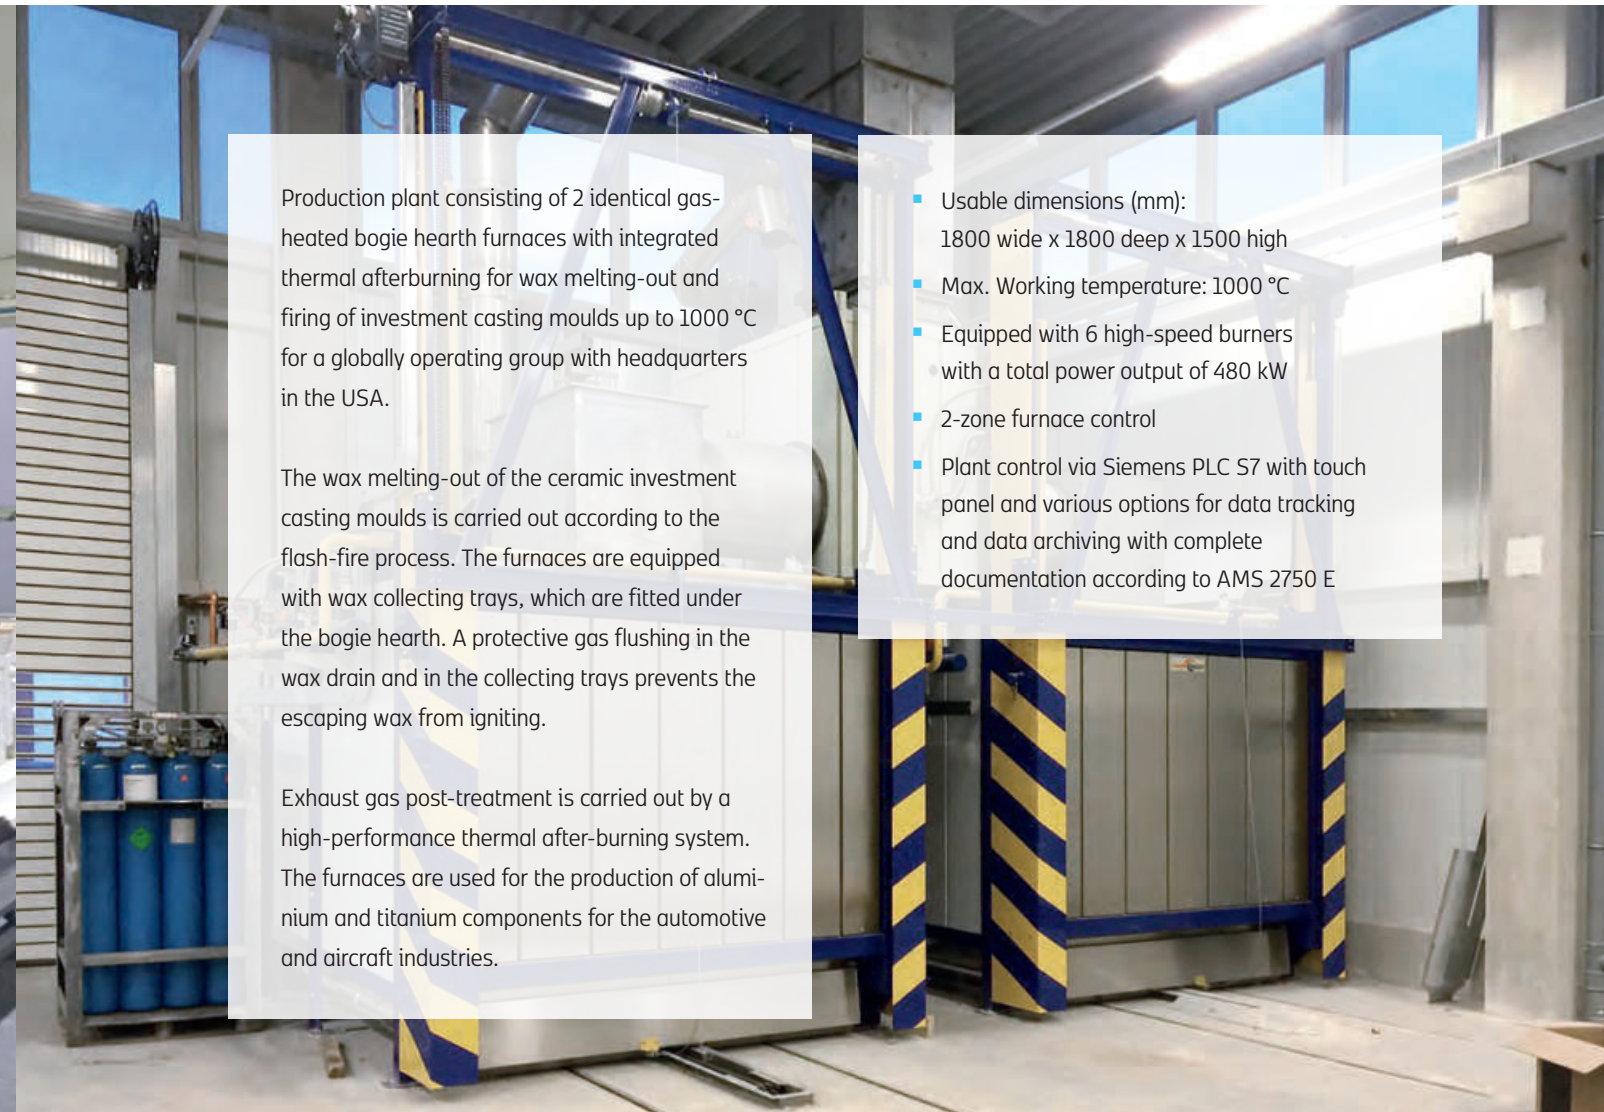 Production plant consisting of 2 identical gas-
heated bogie hearth furnaces with integrated
thermal afterburning for wax melting-out and
firing of investment casting moulds up to 1000 °C
for a globally operating group with headquarters
in the USA.
The wax melting-out of the ceramic investment
casting moulds is carried out according to the
flash-fire process. The furnaces are equipped
with wax collecting trays, which are fitted under
the bogie hearth. A protective gas flushing in the
wax drain and in the collecting trays prevents the
escaping wax from igniting.
Exhaust gas post-treatment is carried out by a
high-performance thermal after-burning system.
The furnaces are used for the production of alumi-
nium and titanium components for the automotive
and aircraft industries.
▪ Usable dimensions (mm):
1800 wide x 1800 deep x 1500 high
▪ Max. Working temperature: 1000 °C
▪ Equipped with 6 high-speed burners
with a total power output of 480 kW
▪ 2-zone furnace control
▪ Plant control via Siemens PLC S7 with touch
panel and various options for data tracking
and data archiving with complete
documentation according to AMS 2750 E